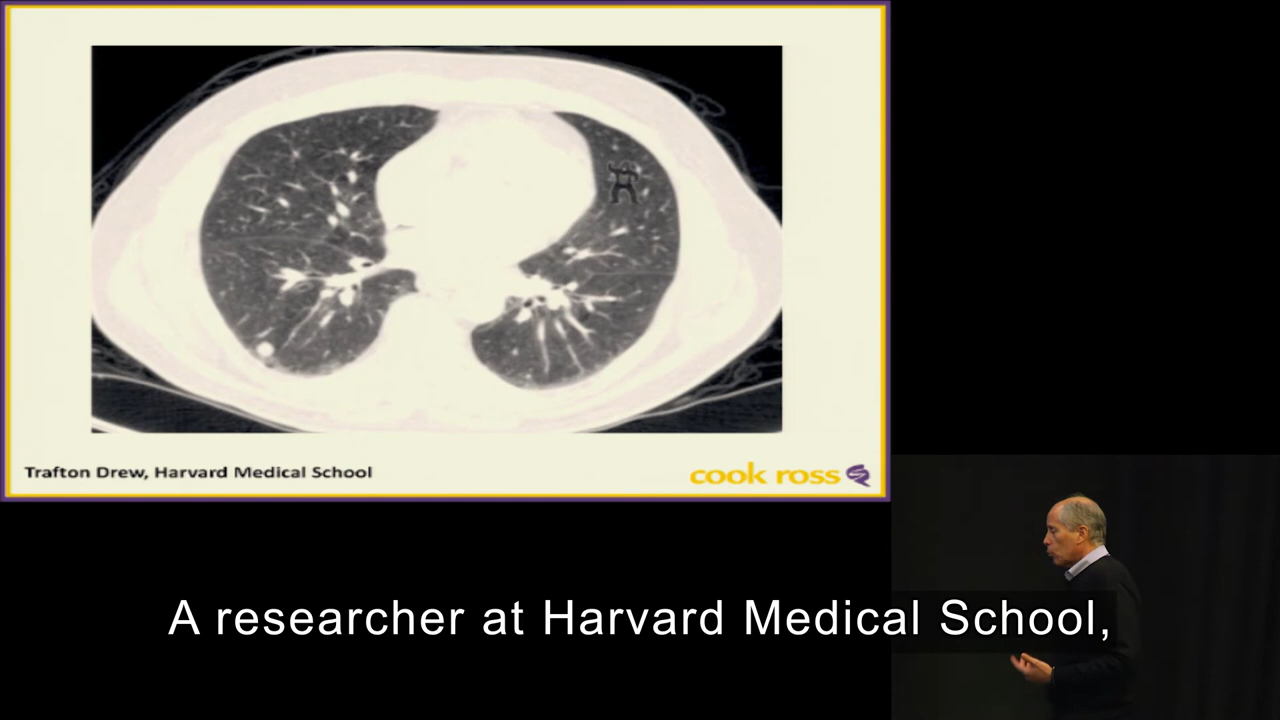 Trafton Drew, Harvard Medical School
cook ross
A researcher at Harvard Medical School,